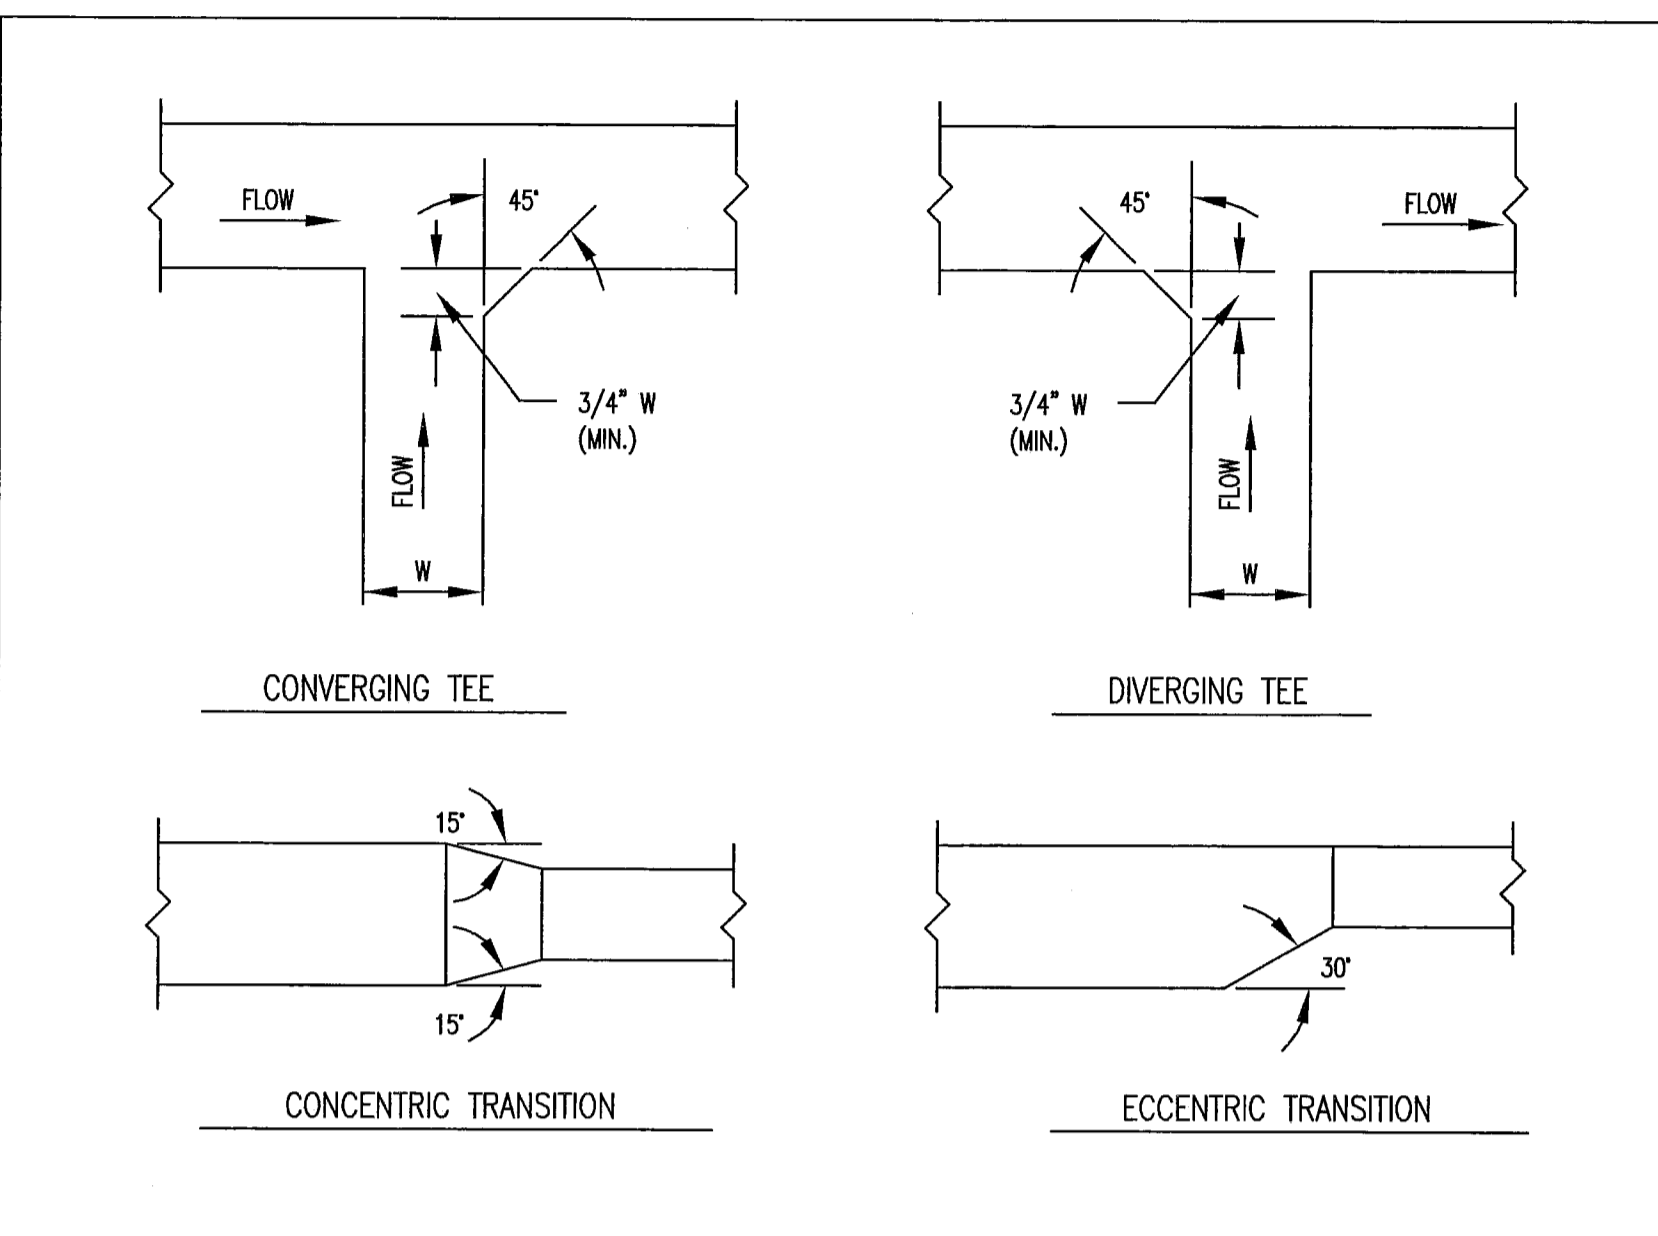 FLOW
45°
3/4" W
(MIN.)
FLOW
W
CONVERGING TEE
45°
FLOW
3/4" W
(MIN.)
FLOW
W
DIVERGING TEE
15°
15°
CONCENTRIC TRANSITION
30°
ECCENTRIC TRANSITION